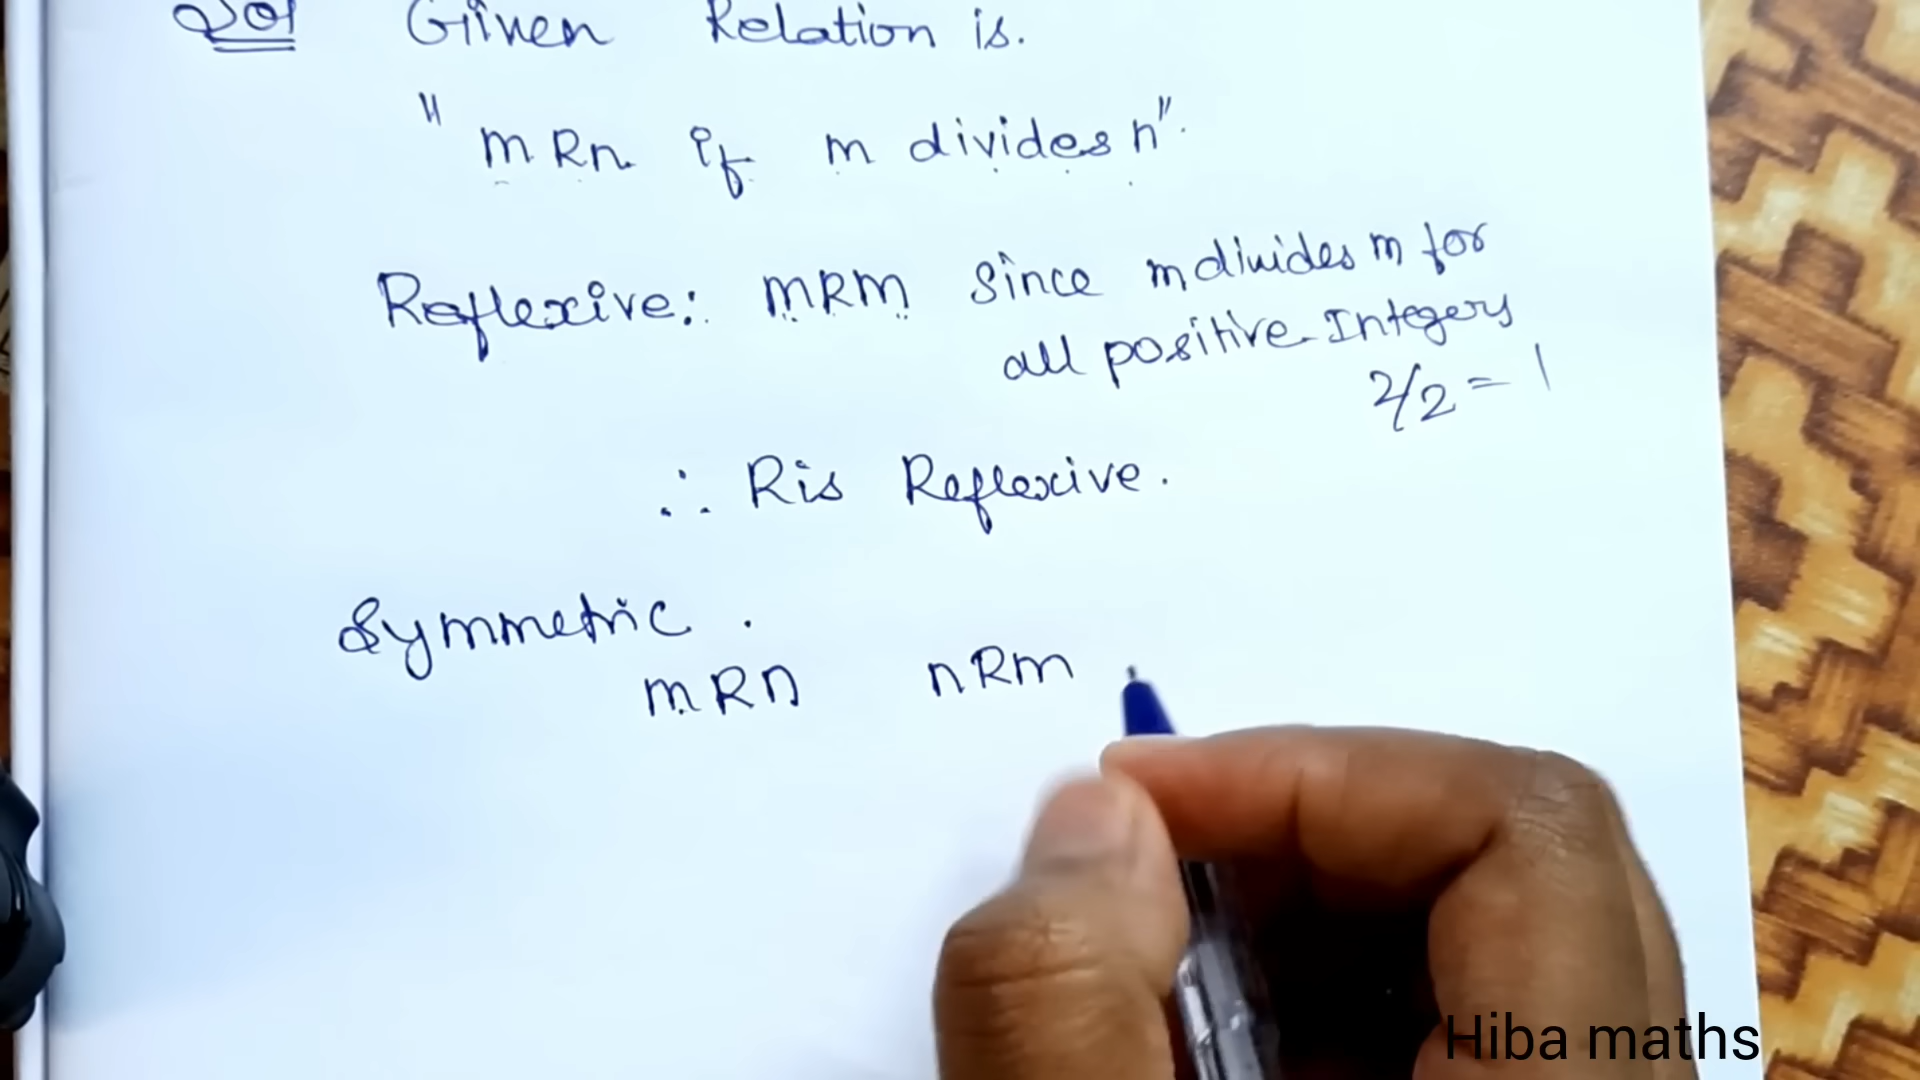 Sol Given Relation is.
" m Rn if m divides n".
Reflexive: mRm Since m divides m for
all positive Integers
2/2 = 1
∴ R is Reflexive.
Symmetric .
mRn nRm
Hiba maths